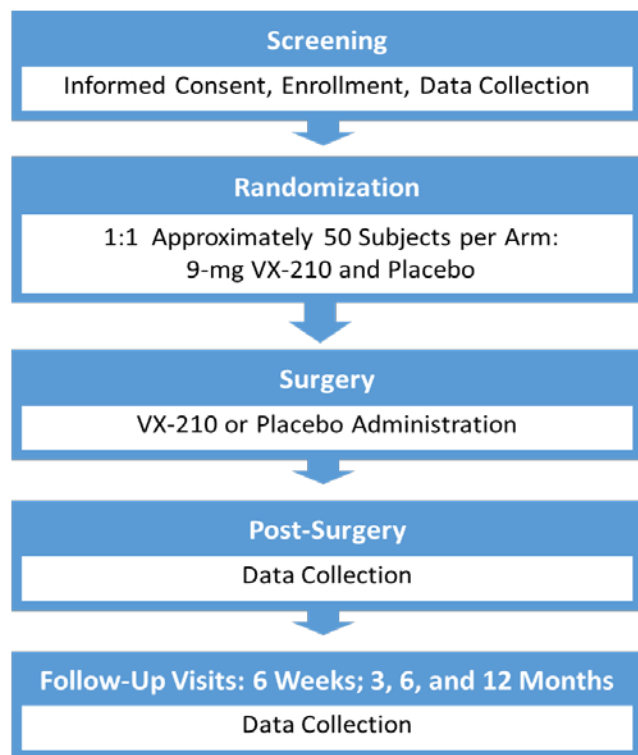 Screening
Informed Consent, Enrollment, Data Collection
Randomization
1:1 Approximately 50 Subjects per Arm:
9-mg VX-210 and Placebo
Surgery
VX-210 or Placebo Administration
Post-Surgery
Data Collection
Follow-Up Visits: 6 Weeks; 3, 6, and 12 Months
Data Collection